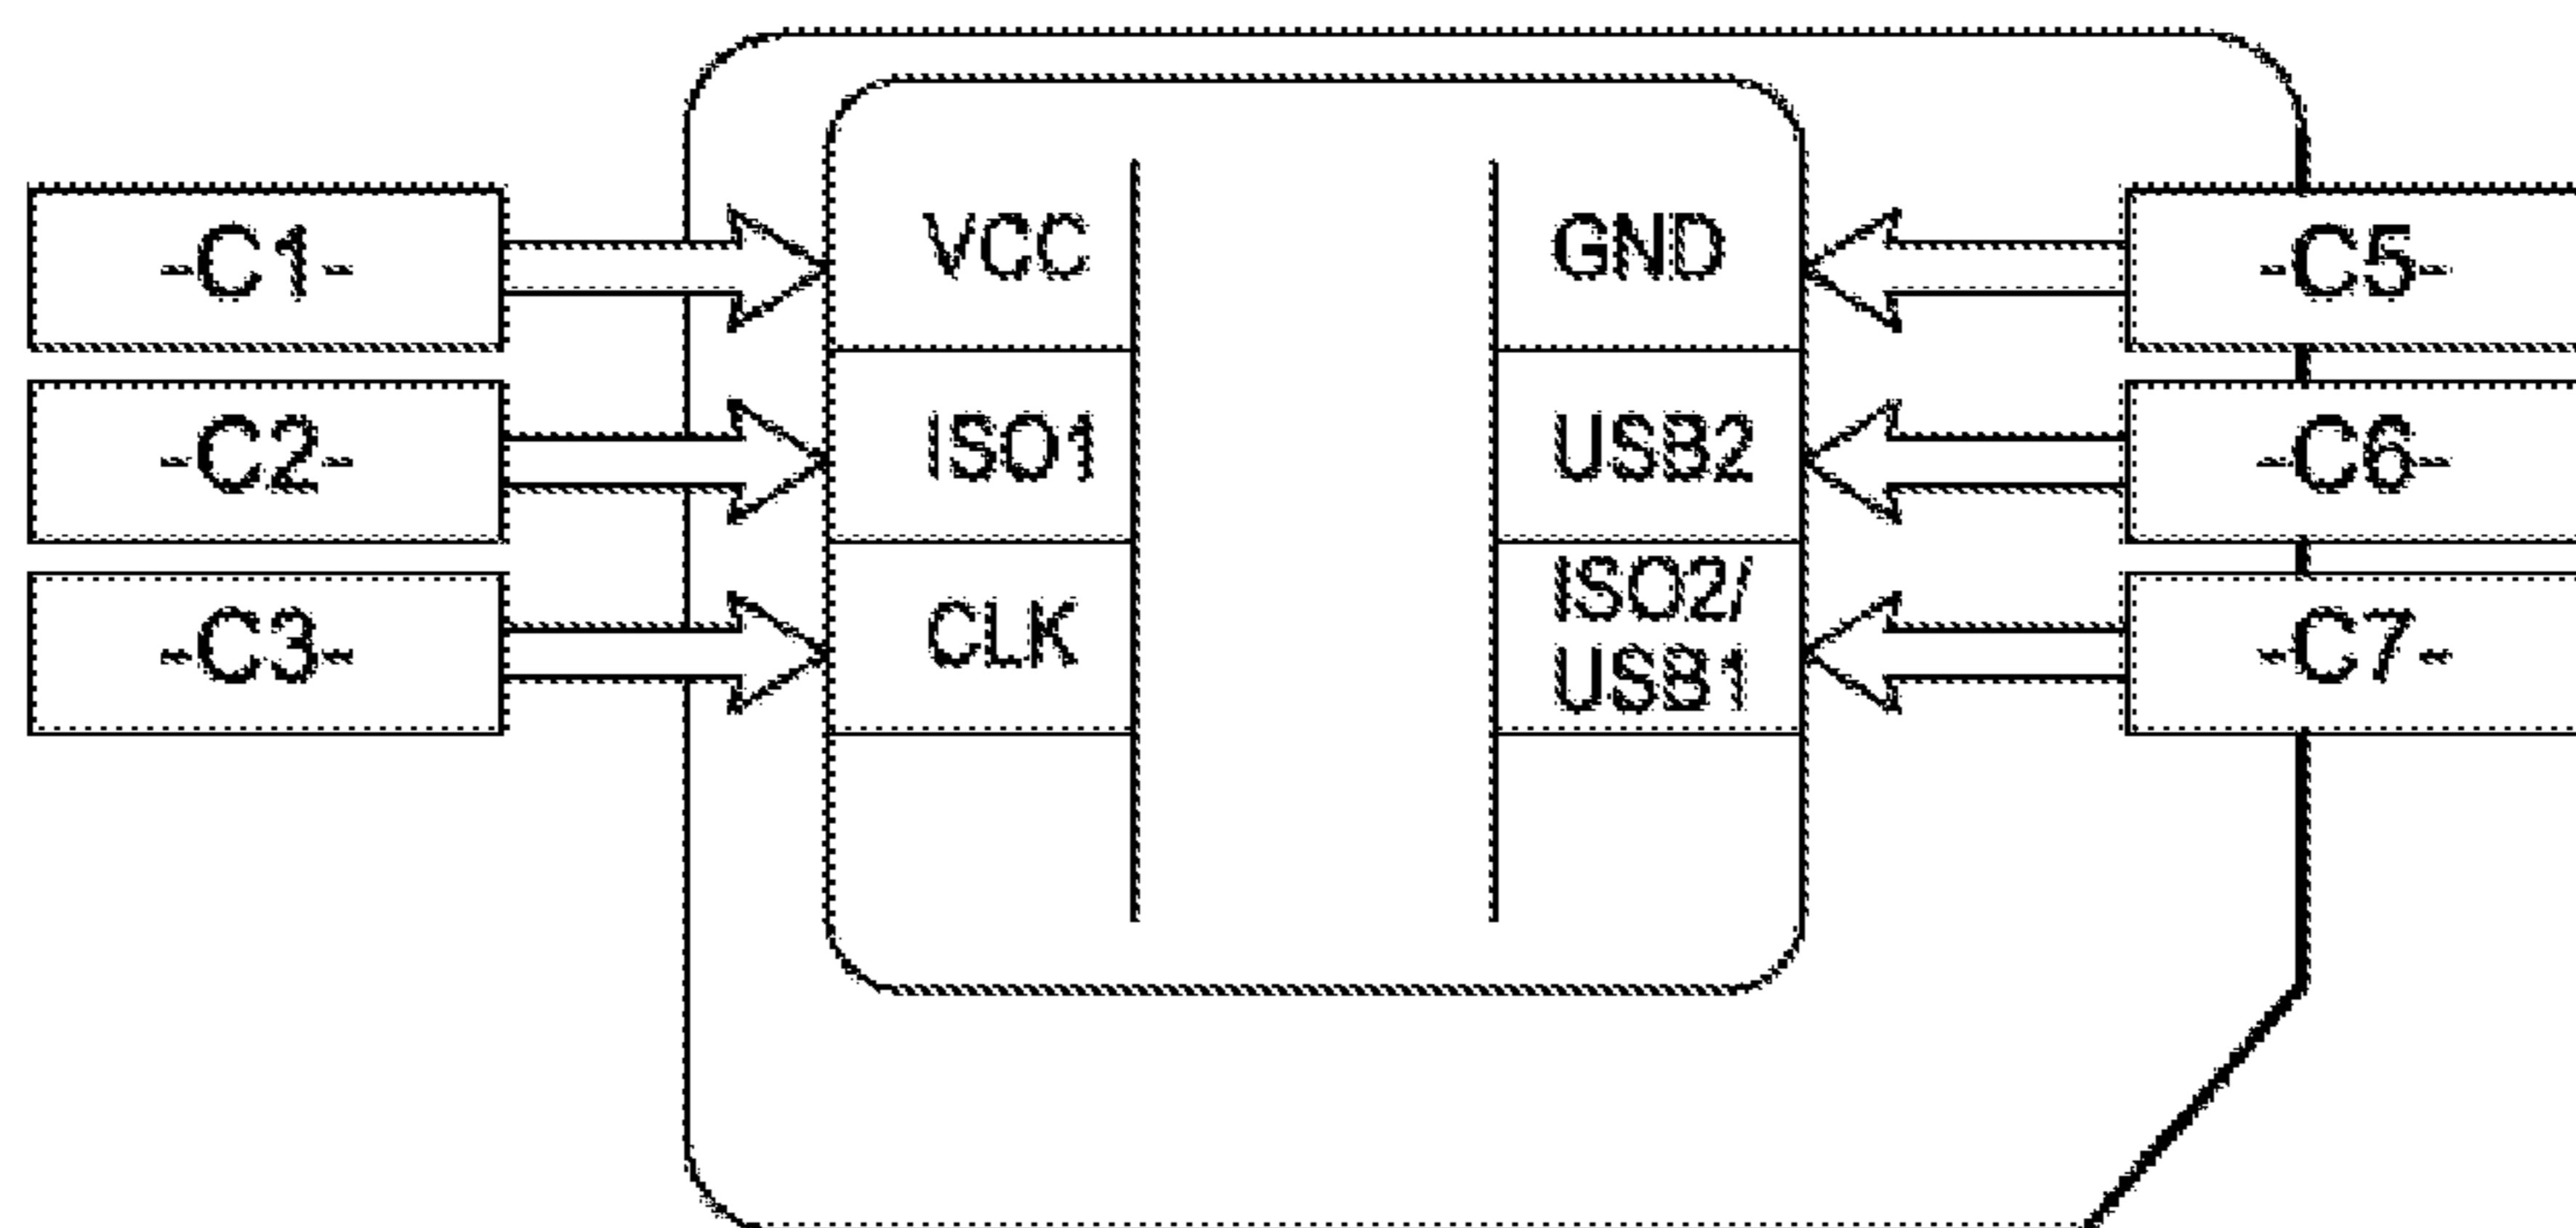 -C1- VCC GND -C5-
-C2- ISO1 USB2 -C6-
-C3- CLK ISO2/ -C7-
USB1